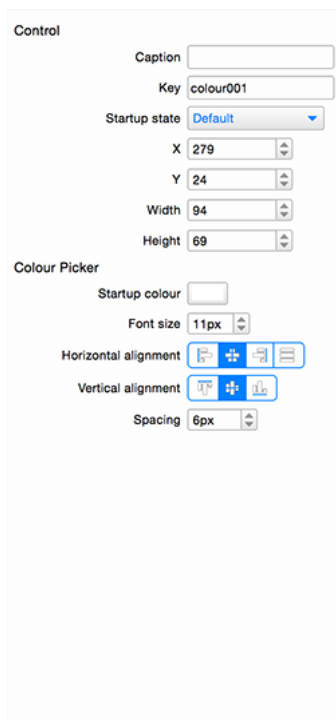 Control
Caption
Key colour001
Startup state Default
X 279
Y 24
Width 94
Height 69
Colour Picker
Startup colour
Font size 11px
Horizontal alignment
Vertical alignment
Spacing 6px